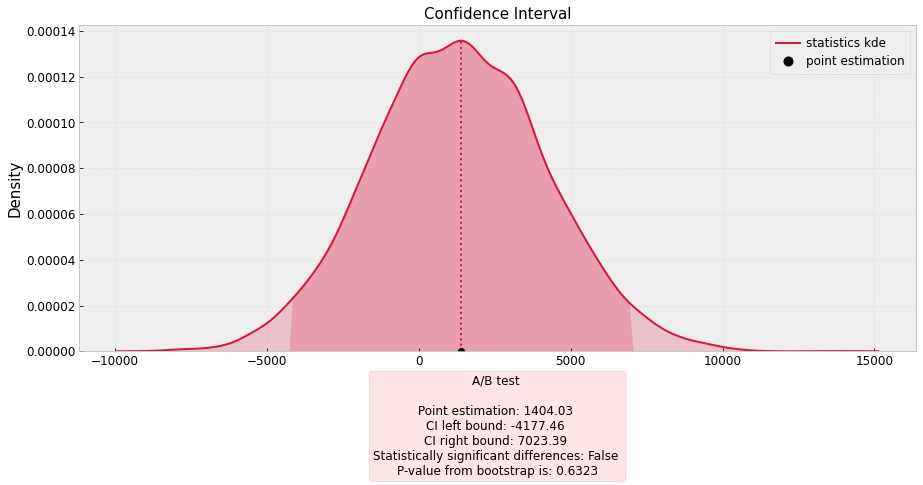 Confidence Interval
statistics kde
point estimation
Density
0.00014
0.00012
0.00010
0.00008
0.00006
0.00004
0.00002
0.00000
−10000
−5000
0
5000
10000
15000
A/B test
Point estimation: 1404.03
CI left bound: -4177.46
CI right bound: 7023.39
Statistically significant differences: False
P-value from bootstrap is: 0.6323